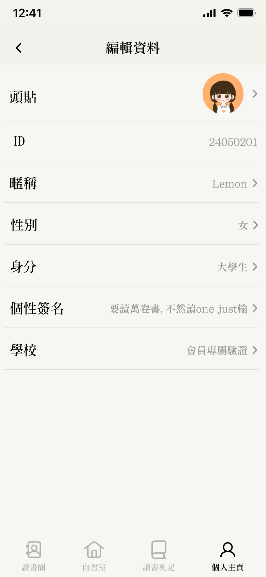 12:41
編輯資料
頭貼
ID 24050201
暱稱 Lemon
性別 女
身分 大學生
個性簽名 要讀萬卷書, 不然讀one just輪
學校 會員專屬驗證
讀書圈 自習室 讀書札記 個人主頁